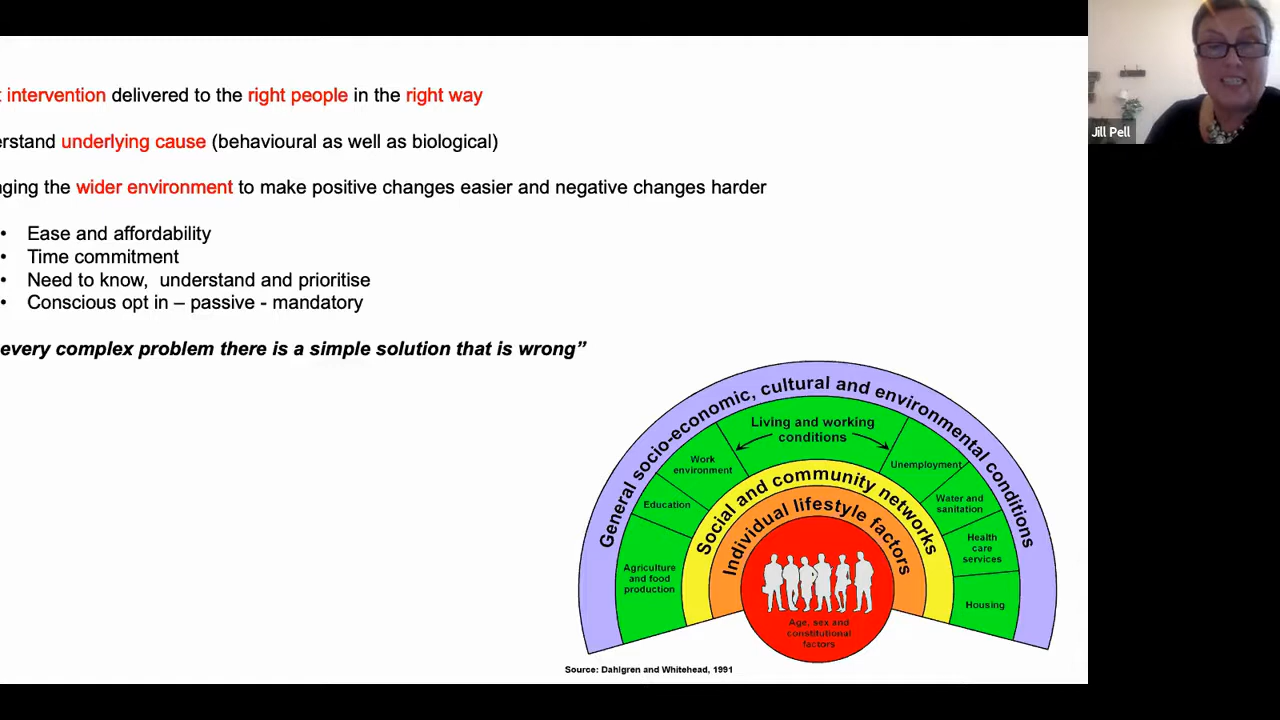 intervention delivered to the right people in the right way
underlying cause (behavioural as well as biological)
the wider environment to make positive changes easier and negative changes harder
• Ease and affordability
• Time commitment
• Need to know, understand and prioritise
• Conscious opt in – passive - mandatory
every complex problem there is a simple solution that is wrong”
Jill Pell
General socio-economic, cultural and environmental conditions
Living and working
conditions
Work
environment
Unemployment
Education
Water and
sanitation
Agriculture
and food
production
Health
care
services
Housing
Social and community networks
Individual lifestyle factors
Age, sex and
constitutional
factors
Source: Dahlgren and Whitehead, 1991